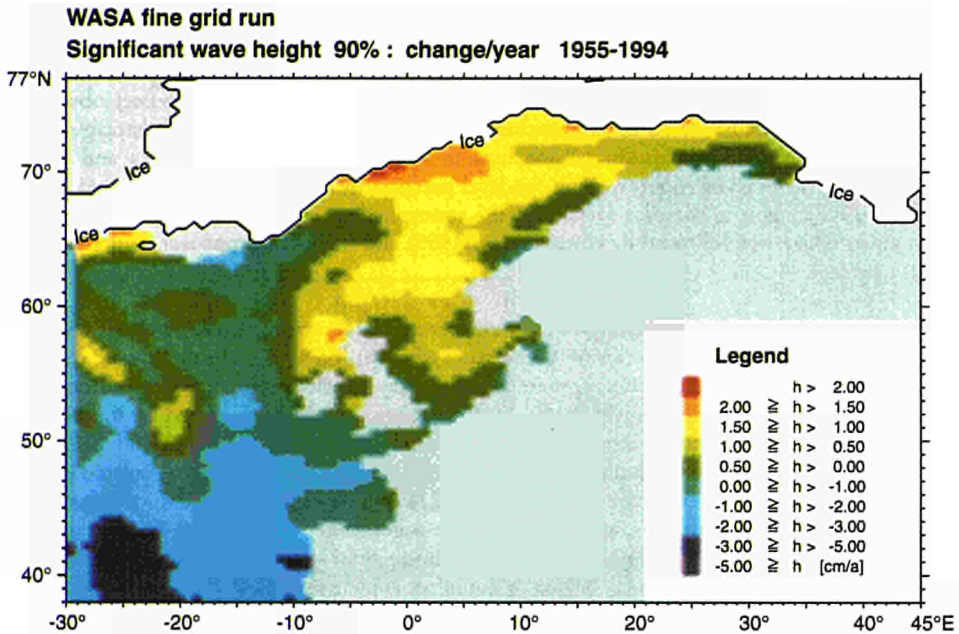 WASA fine grid run
Significant wave height 90% : change/year 1955-1994
77°N
70°
60°
50°
40°
Ice
Ice
Ice
Ice
Legend
h > 2.00
2.00 ≧ h > 1.50
1.50 ≧ h > 1.00
1.00 ≧ h > 0.50
0.50 ≧ h > 0.00
0.00 ≧ h > -1.00
-1.00 ≧ h > -2.00
-2.00 ≧ h > -3.00
-3.00 ≧ h > -5.00
-5.00 ≧ h [cm/a]
-30° -20° -10° 0° 10° 20° 30° 40° 45°E